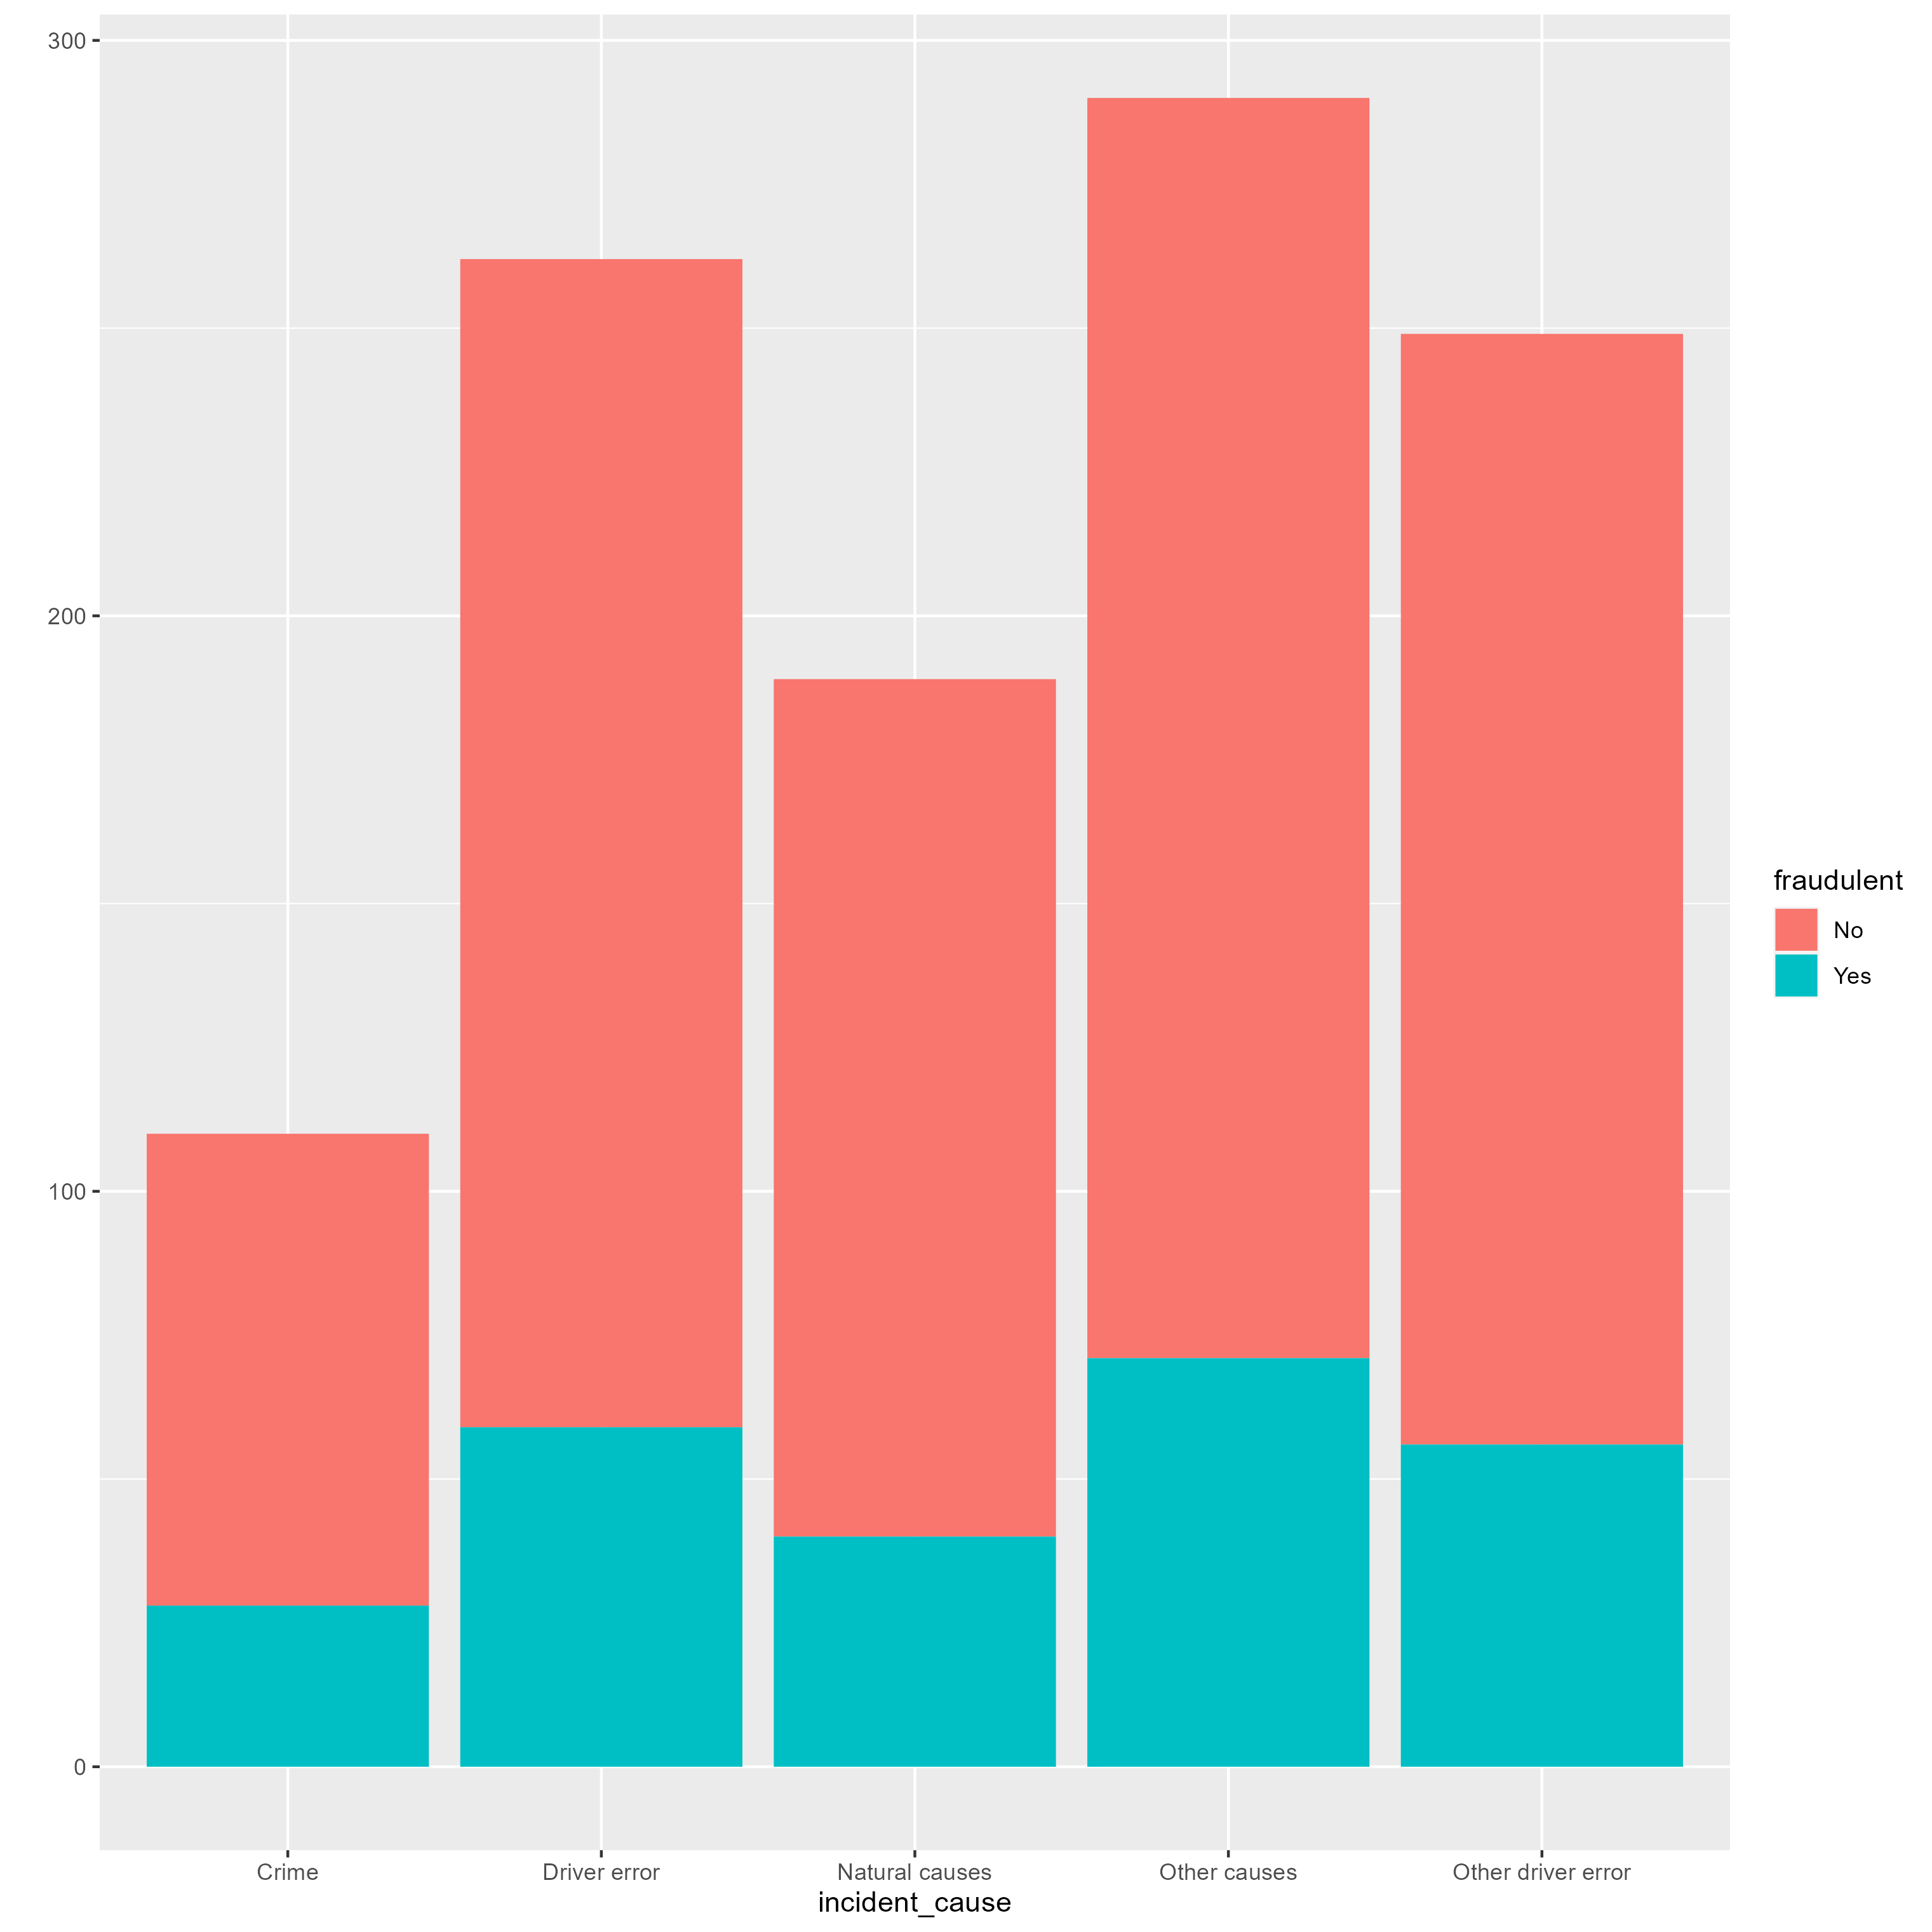 300
200
100
0
Crime
Driver error
Natural causes
Other causes
Other driver error
incident_cause
fraudulent
No
Yes